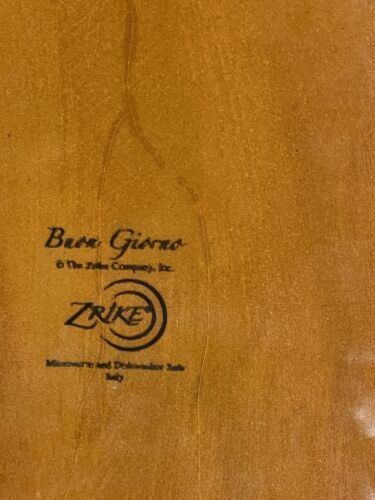 Buon Giorno
© The Zrike Company, Inc.
ZRIKE®
Microwave and Dishwasher Safe
Italy